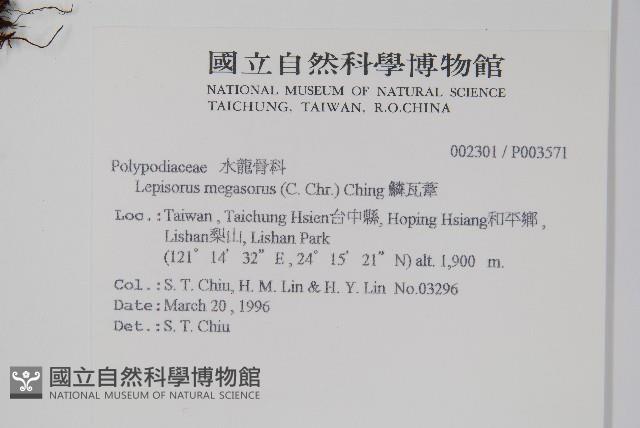 國立自然科學博物館
NATIONAL MUSEUM OF NATURAL SCIENCE
TAICHUNG, TAIWAN, R.O.CHINA
002301 / P003571
Polypodiaceae 水龍骨科
Lepisorus megasorus (C. Chr.) Ching 鱗瓦葦
Loc.: Taiwan , Taichung Hsien台中縣, Hoping Hsiang和平鄉 ,
Lishan梨山, Lishan Park
(121° 14′ 32″ E , 24° 15′ 21″ N) alt. 1,900 m.
Col.: S. T. Chiu, H. M. Lin & H. Y. Lin No.03296
Date: March 20 , 1996
Det.: S. T. Chiu
國立自然科學博物館
NATIONAL MUSEUM OF NATURAL SCIENCE